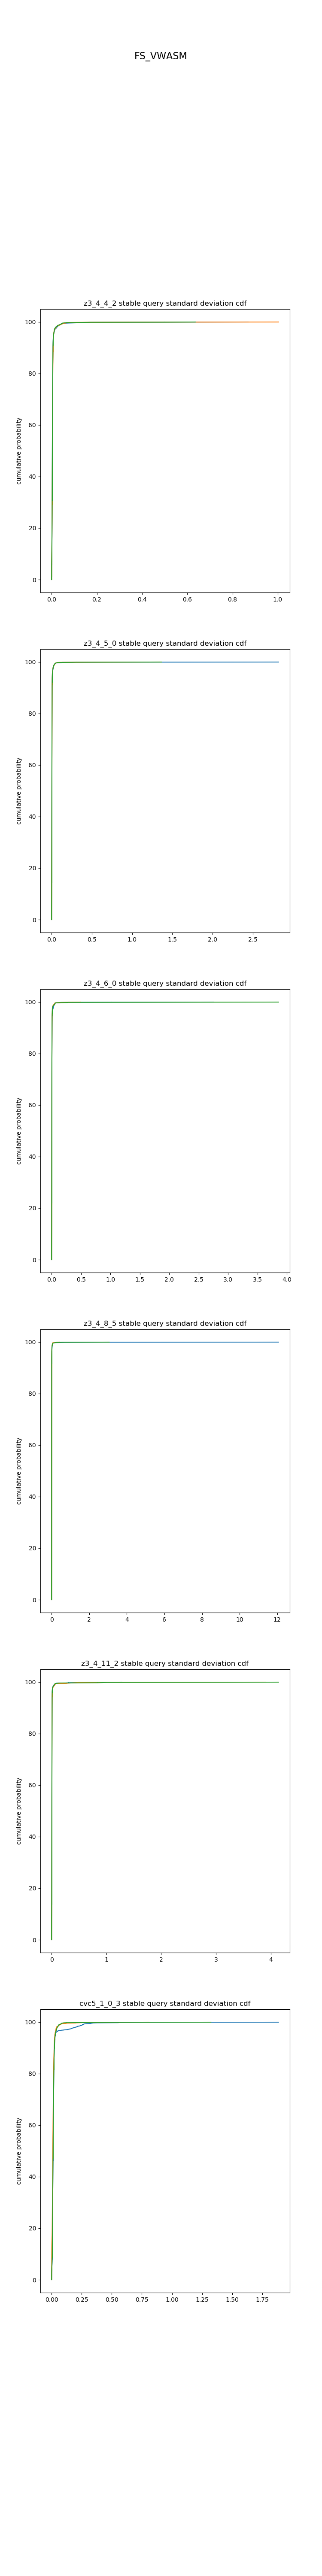 FS_VWASM
z3_4_4_2 stable query standard deviation cdf
cumulative probability
100
80
60
40
20
0
0.0 0.2 0.4 0.6 0.8 1.0
z3_4_5_0 stable query standard deviation cdf
cumulative probability
100
80
60
40
20
0
0.0 0.5 1.0 1.5 2.0 2.5
z3_4_6_0 stable query standard deviation cdf
cumulative probability
100
80
60
40
20
0
0.0 0.5 1.0 1.5 2.0 2.5 3.0 3.5 4.0
z3_4_8_5 stable query standard deviation cdf
cumulative probability
100
80
60
40
20
0
0 2 4 6 8 10 12
z3_4_11_2 stable query standard deviation cdf
cumulative probability
100
80
60
40
20
0
0 1 2 3 4
cvc5_1_0_3 stable query standard deviation cdf
cumulative probability
100
80
60
40
20
0
0.00 0.25 0.50 0.75 1.00 1.25 1.50 1.75